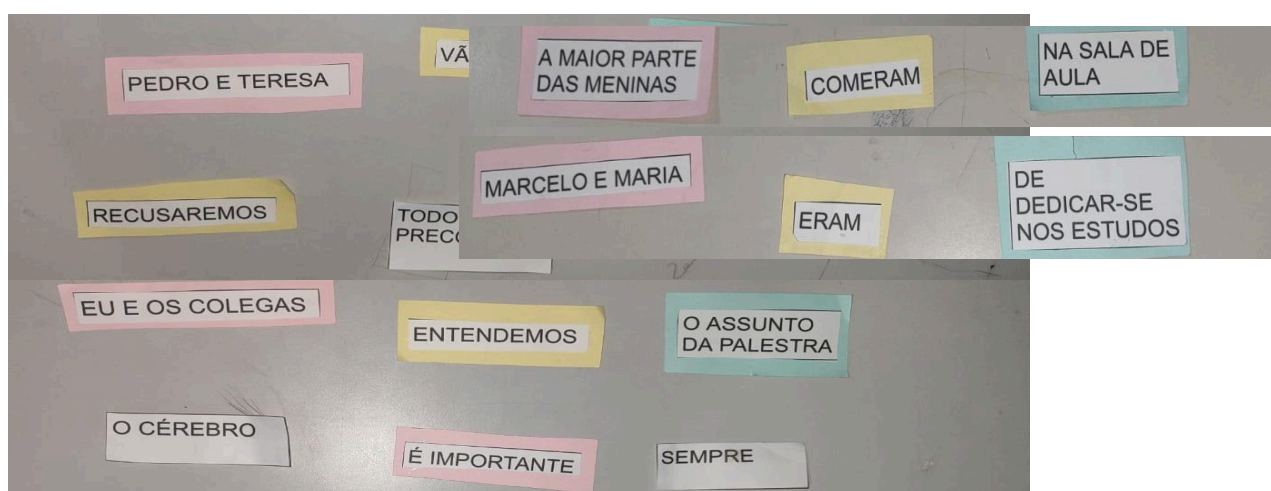 PEDRO E TERESA
A MAIOR PARTE
DAS MENINAS
COMERAM
NA SALA DE
AULA
RECUSAREMOS
MARCELO E MARIA
ERAM
DE
DEDICAR-SE
NOS ESTUDOS
EU E OS COLEGAS
ENTENDEMOS
O ASSUNTO
DA PALESTRA
O CÉREBRO
É IMPORTANTE
SEMPRE